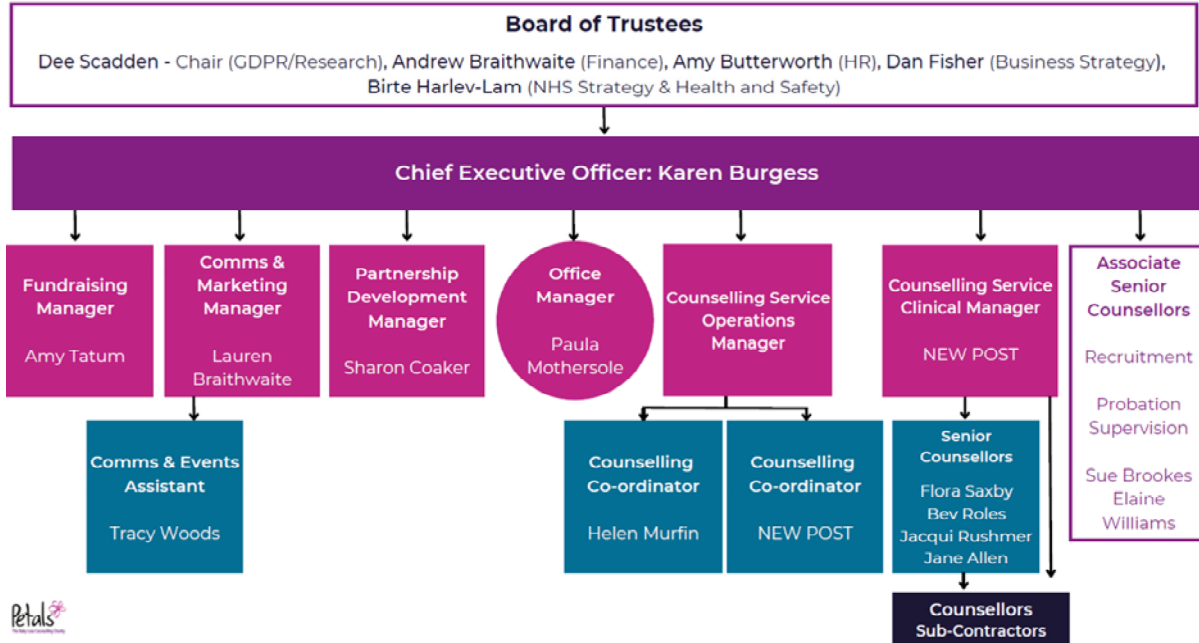 Board of Trustees
Dee Scadden - Chair (GDPR/Research), Andrew Braithwaite (Finance), Amy Butterworth (HR), Dan Fisher (Business Strategy),
Birte Harlev-Lam (NHS Strategy & Health and Safety)
Chief Executive Officer: Karen Burgess
Fundraising
Manager
Amy Tatum
Comms &
Marketing
Manager
Lauren
Braithwaite
Partnership
Development
Manager
Sharon Coaker
Office
Manager
Paula
Mothersole
Counselling Service
Operations
Manager
Counselling Service
Clinical Manager
NEW POST
Associate
Senior
Counsellors
Recruitment
Probation
Supervision
Sue Brookes
Elaine
Williams
Comms & Events
Assistant
Tracy Woods
Counselling
Co-ordinator
Helen Murfin
Counselling
Co-ordinator
NEW POST
Senior
Counsellors
Flora Saxby
Bev Roles
Jacqui Rushmer
Jane Allen
Counsellors
Sub-Contractors
Petals
The Baby Loss Counselling Charity